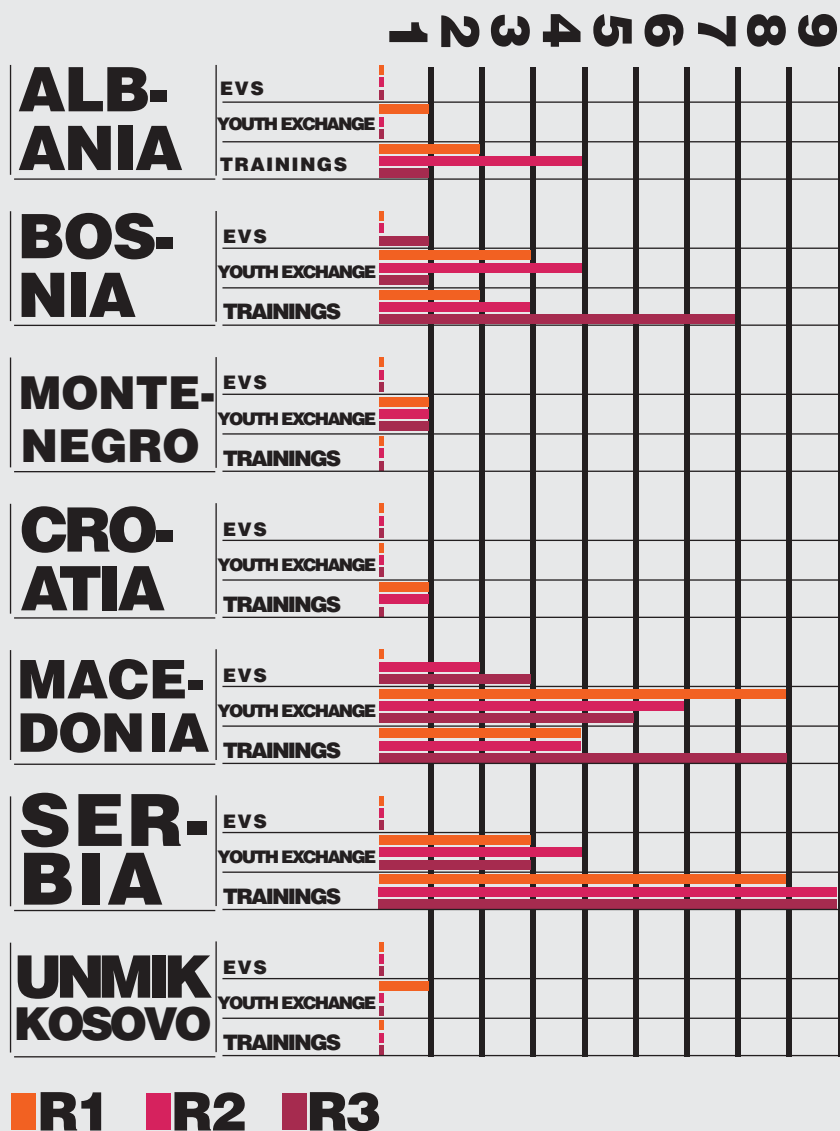 1 2 3 4 5 6 7 8 9
ALB-
ANIA
EVS
YOUTH EXCHANGE
TRAININGS
BOS-
NIA
EVS
YOUTH EXCHANGE
TRAININGS
MONTE-
NEGRO
EVS
YOUTH EXCHANGE
TRAININGS
CRO-
ATIA
EVS
YOUTH EXCHANGE
TRAININGS
MACE-
DONIA
EVS
YOUTH EXCHANGE
TRAININGS
SER-
BIA
EVS
YOUTH EXCHANGE
TRAININGS
UNMIK
KOSOVO
EVS
YOUTH EXCHANGE
TRAININGS
R1 R2 R3